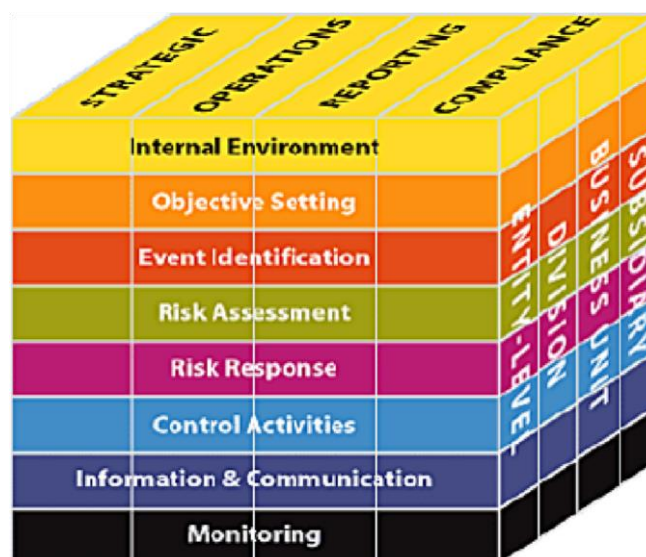 STRATEGIC
OPERATIONS
REPORTING
COMPLIANCE
Internal Environment
Objective Setting
Event Identification
Risk Assessment
Risk Response
Control Activities
Information & Communication
Monitoring
ENTITY-LEVEL
DIVISION
BUSINESS UNIT
SUBSIDIARY